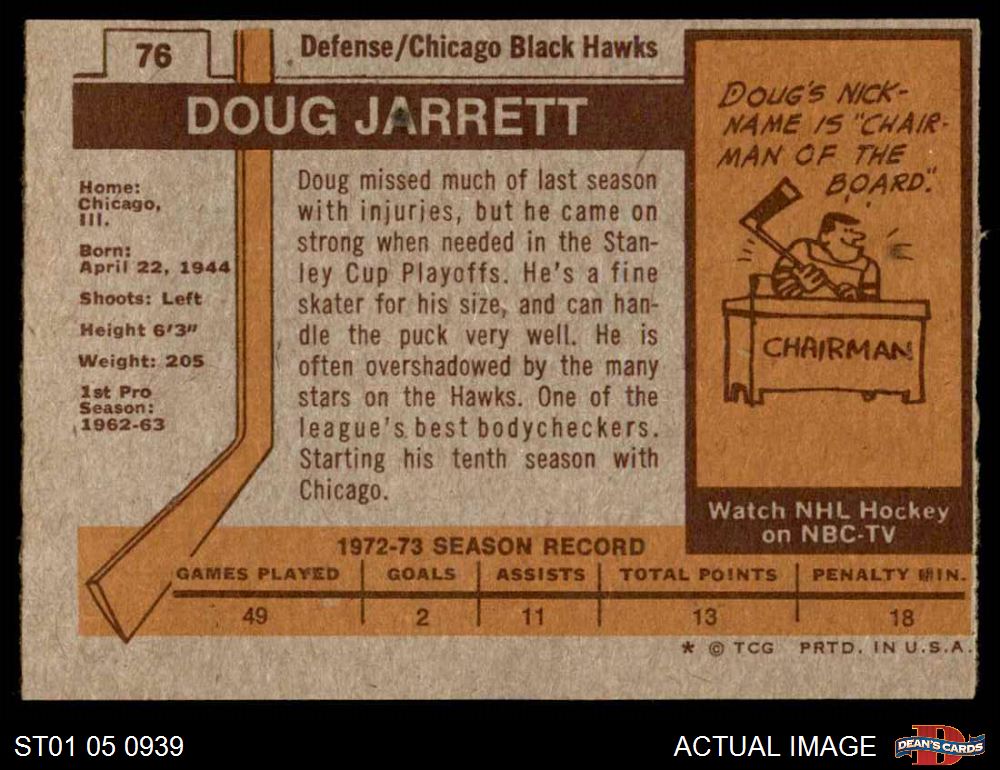 76
Defense/Chicago Black Hawks
DOUG JARRETT
Home:
Chicago,
Ill.
Born:
April 22, 1944
Shoots: Left
Height 6'3"
Weight: 205
1st Pro
Season:
1962-63
Doug missed much of last season
with injuries, but he came on
strong when needed in the Stan-
ley Cup Playoffs. He's a fine
skater for his size, and can han-
dle the puck very well. He is
often overshadowed by the many
stars on the Hawks. One of the
league's best bodycheckers.
Starting his tenth season with
Chicago.
DOUG'S NICK-
NAME IS "CHAIR-
MAN OF THE
BOARD."
CHAIRMAN
Watch NHL Hockey
on NBC-TV
1972-73 SEASON RECORD
GAMES PLAYED GOALS ASSISTS TOTAL POINTS PENALTY MIN.
49 2 11 13 18
* © TCG PRTD. IN U.S.A.
ST01 05 0939
ACTUAL IMAGE
D
DEAN'S CARDS